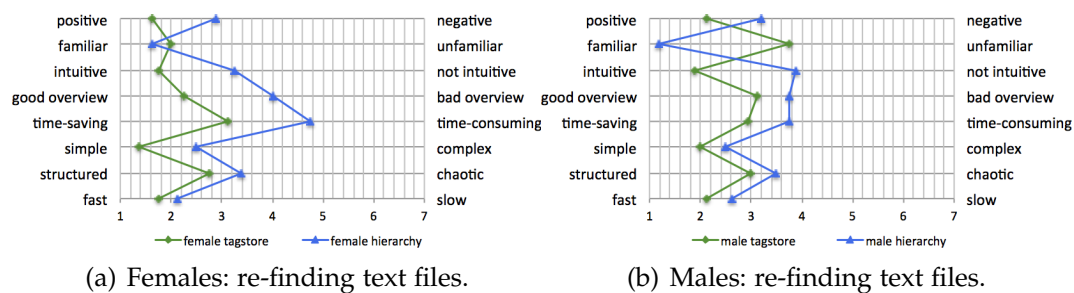 positive negative
familiar unfamiliar
intuitive not intuitive
good overview bad overview
time-saving time-consuming
simple complex
structured chaotic
fast slow
1 2 3 4 5 6 7
female tagstore female hierarchy
(a) Females: re-finding text files.
positive negative
familiar unfamiliar
intuitive not intuitive
good overview bad overview
time-saving time-consuming
simple complex
structured chaotic
fast slow
1 2 3 4 5 6 7
male tagstore male hierarchy
(b) Males: re-finding text files.